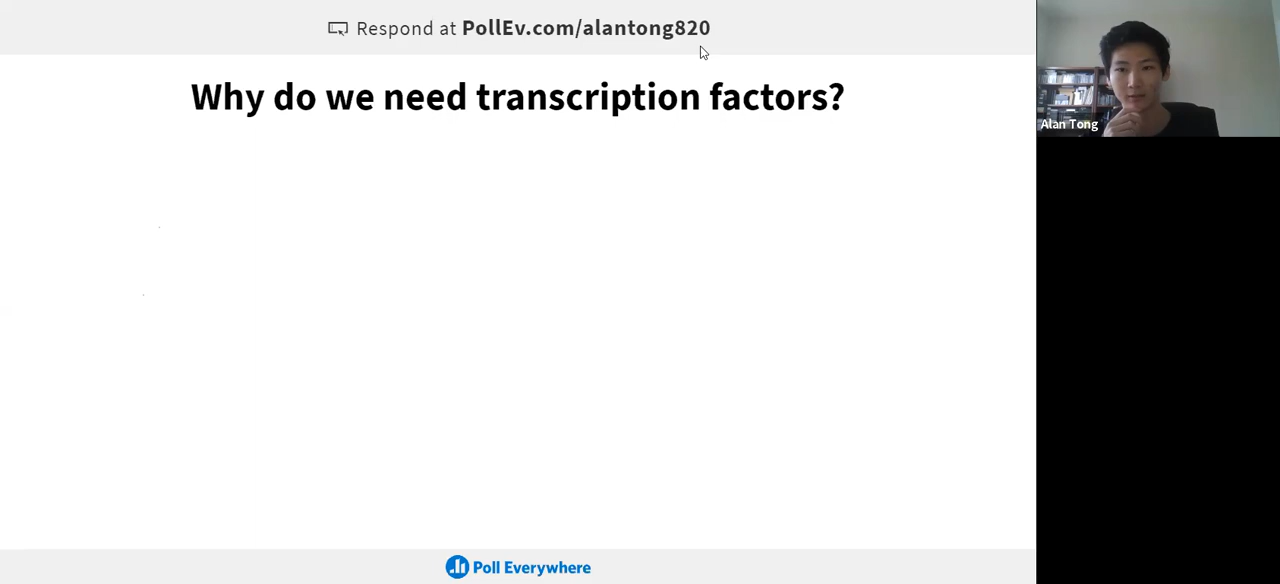 Respond at PollEv.com/alantong820
Why do we need transcription factors?
Alan Tong
Poll Everywhere